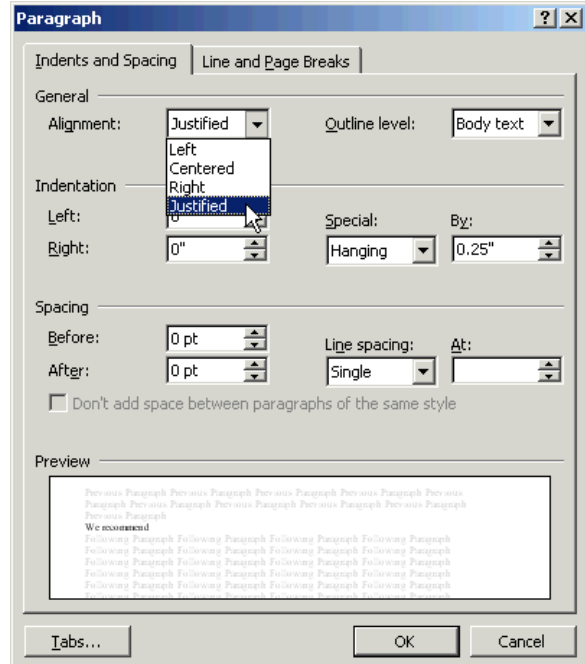 Paragraph
Indents and Spacing
Line and Page Breaks
General
Alignment: Justified Outline level: Body text
Left
Centered
Right
Justified
Indentation
Left: 0"
Special: By:
Right: 0" Hanging 0.25"
Spacing
Before: 0 pt
Line spacing: At:
After: 0 pt Single
Don't add space between paragraphs of the same style
Preview
Previous Paragraph Previous Paragraph Previous Paragraph Previous Paragraph Previous
Paragraph Previous Paragraph Previous Paragraph Previous Paragraph Previous Paragraph
Previous Paragraph
We recommend
Following Paragraph Following Paragraph Following Paragraph Following Paragraph
Following Paragraph Following Paragraph Following Paragraph Following Paragraph
Following Paragraph Following Paragraph Following Paragraph Following Paragraph
Following Paragraph Following Paragraph Following Paragraph Following Paragraph
Following Paragraph Following Paragraph Following Paragraph Following Paragraph
Tabs... OK Cancel